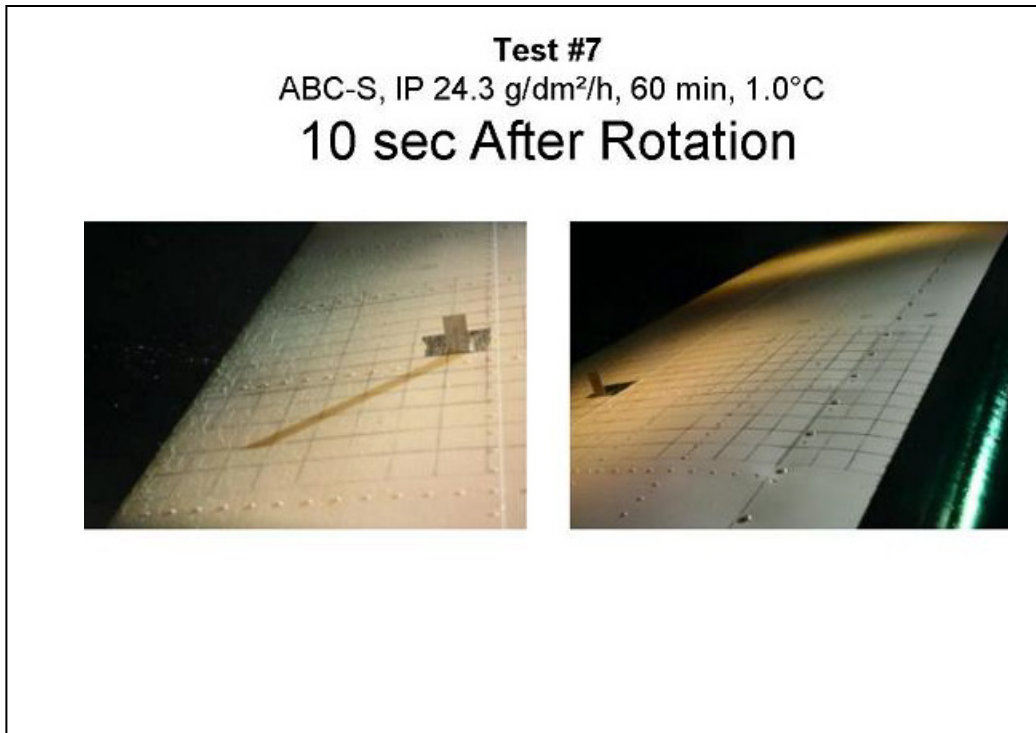 Test #7
ABC-S, IP 24.3 g/dm²/h, 60 min, 1.0°C
10 sec After Rotation